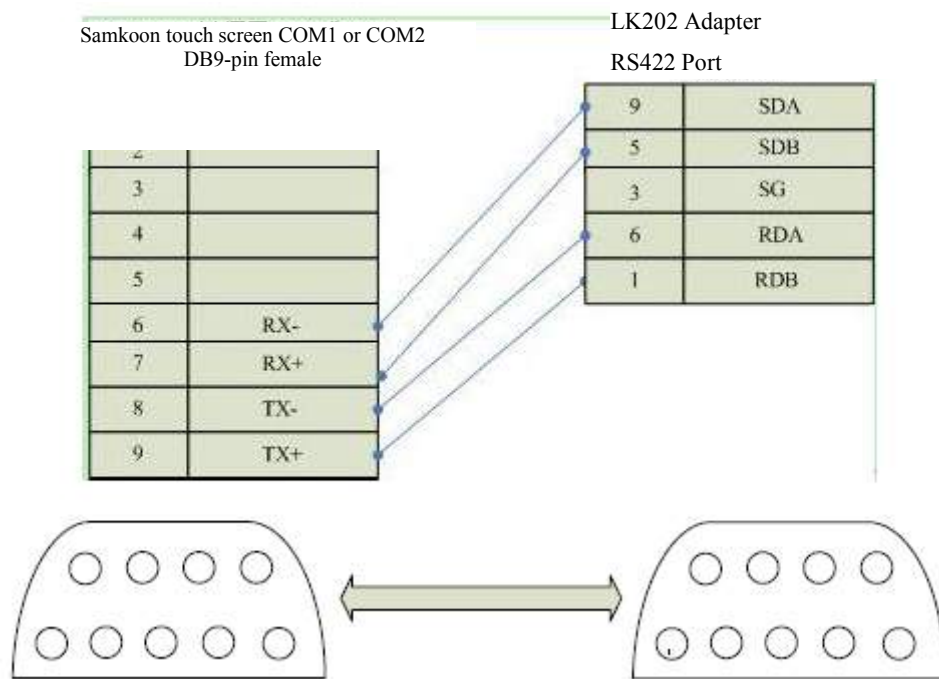 Samkoon touch screen COM1 or COM2
DB9-pin female
LK202 Adapter
RS422 Port
9 SDA
5 SDB
3 SG
6 RDA
1 RDB
3
4
5
6 RX-
7 RX+
8 TX-
9 TX+